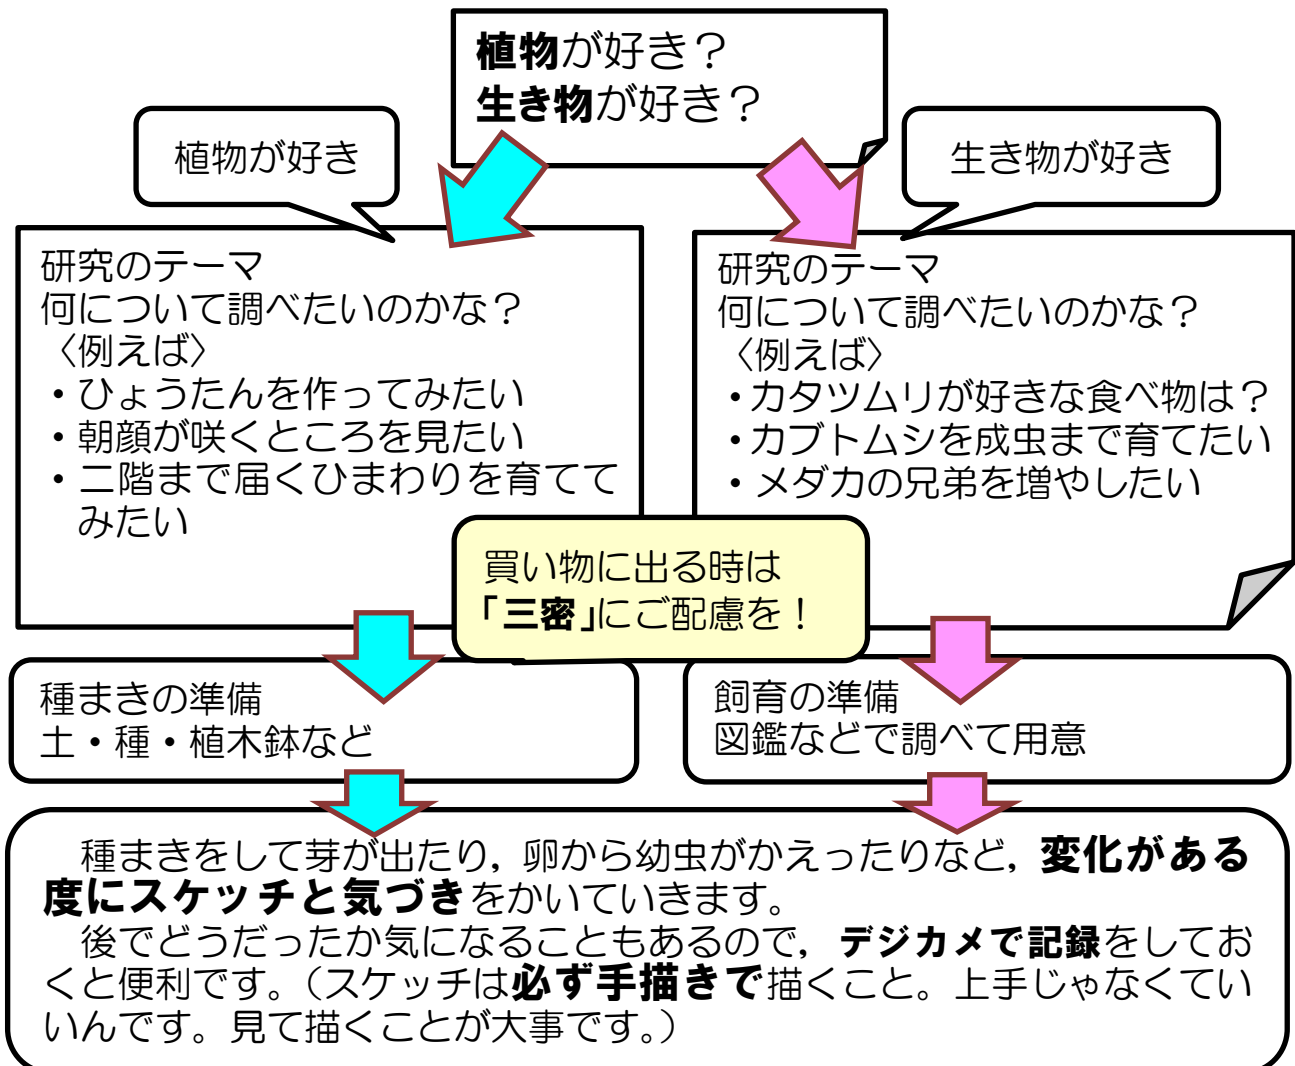 植物が好き？
生き物が好き？
植物が好き
生き物が好き
研究のテーマ
何について調べたいのかな？
〈例えば〉
・ひょうたんを作ってみたい
・朝顔が咲くところを見たい
・二階まで届くひまわりを育てて
みたい
研究のテーマ
何について調べたいのかな？
〈例えば〉
・カタツムリが好きな食べ物は？
・カブトムシを成虫まで育てたい
・メダカの兄弟を増やしたい
買い物に出る時は
「三密」にご配慮を！
種まきの準備
土・種・植木鉢など
飼育の準備
図鑑などで調べて用意
種まきをして芽が出たり，卵から幼虫がかえったりなど，変化がある
度にスケッチと気づきをかいていきます。
後でどうだったか気になることもあるので，デジカメで記録をしてお
くと便利です。（スケッチは必ず手描きで描くこと。上手じゃなくてい
いんです。見て描くことが大事です。）